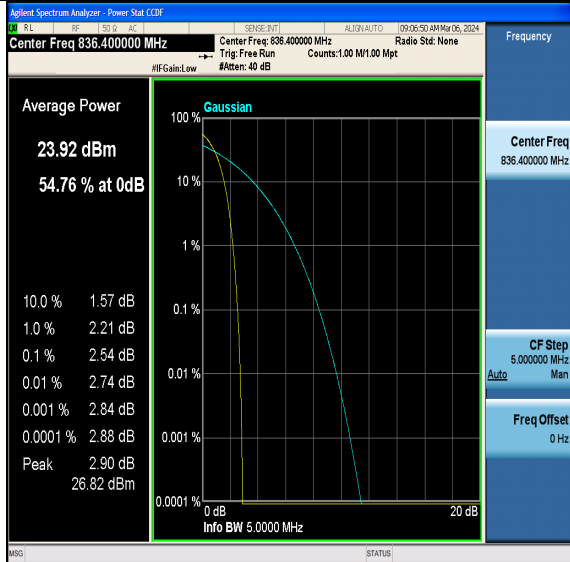 Agilent Spectrum Analyzer - Power Stat CCDF
RL RF 50 Ω AC SENSE:INT ALIGN AUTO 09:06:50 AM Mar 06, 2024
Center Freq 836.400000 MHz
Center Freq: 836.400000 MHz Radio Std: None
Trig: Free Run Counts:1.00 M/1.00 Mpt
#IFGain:Low #Atten: 40 dB
Frequency
Average Power
23.92 dBm
54.76 % at 0dB
10.0 % 1.57 dB
1.0 % 2.21 dB
0.1 % 2.54 dB
0.01 % 2.74 dB
0.001 % 2.84 dB
0.0001 % 2.88 dB
Peak 2.90 dB
26.82 dBm
Gaussian
100 %
10 %
1 %
0.1 %
0.01 %
0.001 %
0.0001 %
0 dB 20 dB
Info BW 5.0000 MHz
Center Freq
836.400000 MHz
CF Step
5.000000 MHz
Auto Man
Freq Offset
0 Hz
MSG STATUS